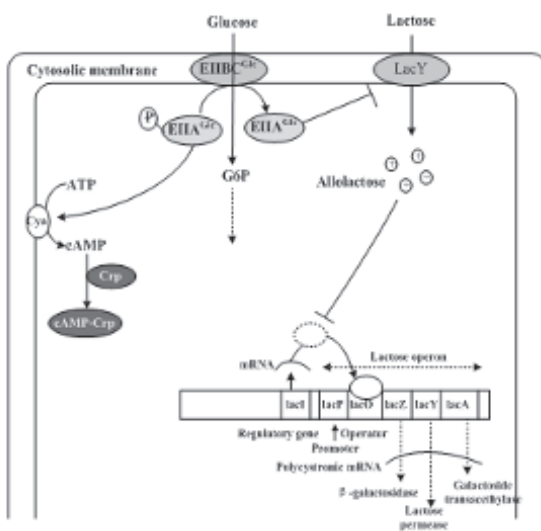 Glucose
Lactose
Cytosolic membrane
EIIBC^Glc
LacY
P
EIIA^Glc
EIIA^Glc
G6P
Allolactose
ATP
Cya
cAMP
Crp
cAMP-Crp
mRNA
Lactose operon
lacI
lacP
lacO
lacZ
lacY
lacA
Regulatory gene
Operator
Promoter
Polycystronic mRNA
β-galactosidase
Galactoside
transacethylase
Lactose
permease